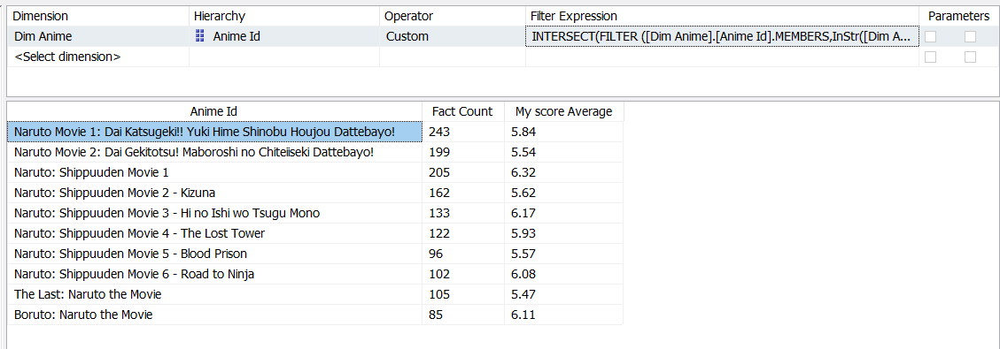 Dimension Hierarchy Operator Filter Expression Parameters
Dim Anime Anime Id Custom INTERSECT(FILTER ([Dim Anime].[Anime Id].MEMBERS,InStr([Dim A...
<Select dimension>
Anime Id Fact Count My score Average
Naruto Movie 1: Dai Katsugeki!! Yuki Hime Shinobu Houjou Dattebayo! 243 5.84
Naruto Movie 2: Dai Gekitotsu! Maboroshi no Chiteiiseki Dattebayo! 199 5.54
Naruto: Shippuuden Movie 1 205 6.32
Naruto: Shippuuden Movie 2 - Kizuna 162 5.62
Naruto: Shippuuden Movie 3 - Hi no Ishi wo Tsugu Mono 133 6.17
Naruto: Shippuuden Movie 4 - The Lost Tower 122 5.93
Naruto: Shippuuden Movie 5 - Blood Prison 96 5.57
Naruto: Shippuuden Movie 6 - Road to Ninja 102 6.08
The Last: Naruto the Movie 105 5.47
Boruto: Naruto the Movie 85 6.11